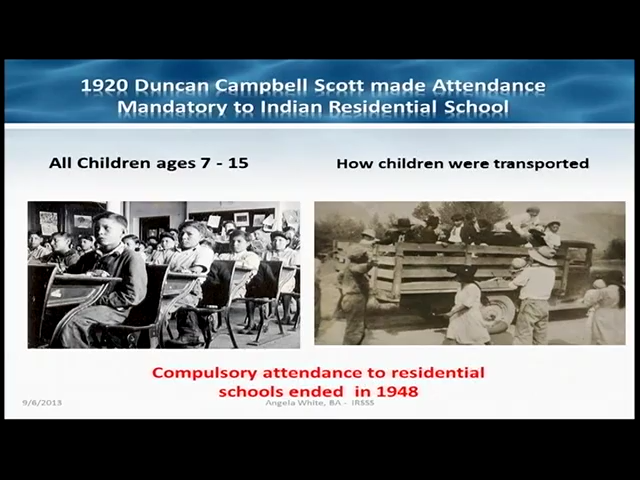 1920 Duncan Campbell Scott made Attendance
Mandatory to Indian Residential School
All Children ages 7 - 15
How children were transported
Compulsory attendance to residential
schools ended in 1948
9/6/2013
Angela White, BA - IRSSS